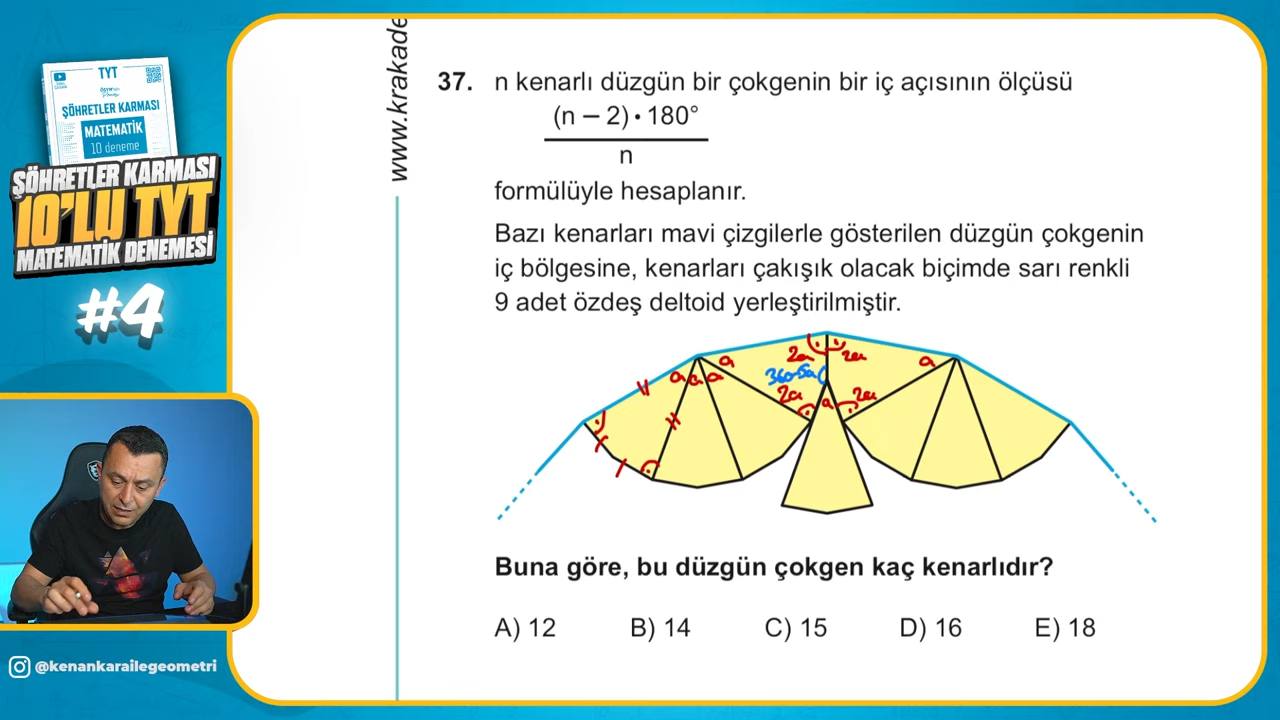 TYT
ŞÖHRETLER KARMASI
MATEMATİK
10 deneme
ŞÖHRETLER KARMASI
10'LU TYT
MATEMATİK DENEMESİ
#4
@kenankarailegeometri
www.krakade
37. n kenarlı düzgün bir çokgenin bir iç açısının ölçüsü
(n – 2) • 180°
n
formülüyle hesaplanır.
Bazı kenarları mavi çizgilerle gösterilen düzgün çokgenin
iç bölgesine, kenarları çakışık olacak biçimde sarı renkli
9 adet özdeş deltoid yerleştirilmiştir.
2a 2a
a a
360-5a
a a a
2a a 2a
Buna göre, bu düzgün çokgen kaç kenarlıdır?
A) 12 B) 14 C) 15 D) 16 E) 18